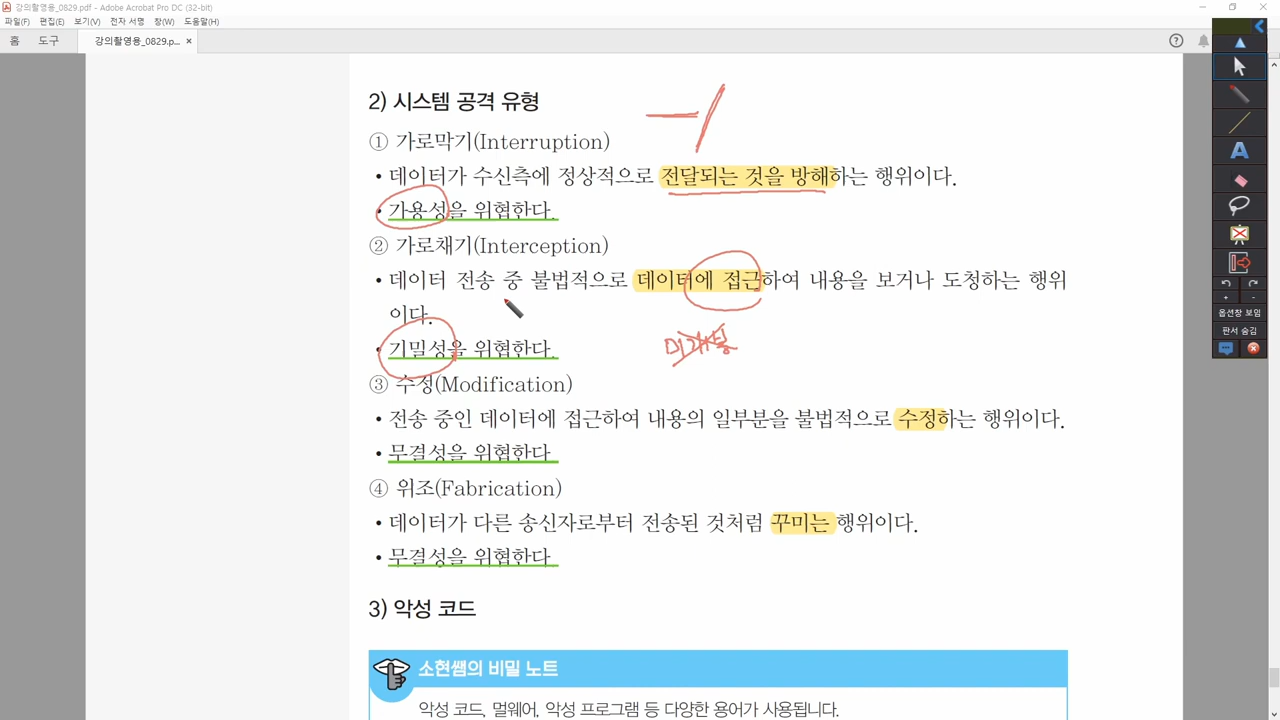 강의촬영용_0829.pdf - Adobe Acrobat Pro DC (32-bit)
파일(F) 편집(E) 보기(V) 전자 서명 창(W) 도움말(H)
홈 도구 강의촬영용_0829.p... ×
2) 시스템 공격 유형
① 가로막기(Interruption)
• 데이터가 수신측에 정상적으로 전달되는 것을 방해하는 행위이다.
• 가용성을 위협한다.
② 가로채기(Interception)
• 데이터 전송 중 불법적으로 데이터에 접근하여 내용을 보거나 도청하는 행위
이다.
• 기밀성을 위협한다.
③ 수정(Modification)
• 전송 중인 데이터에 접근하여 내용의 일부분을 불법적으로 수정하는 행위이다.
• 무결성을 위협한다
④ 위조(Fabrication)
• 데이터가 다른 송신자로부터 전송된 것처럼 꾸미는 행위이다.
• 무결성을 위협한다
3) 악성 코드
소현쌤의 비밀 노트
악성 코드, 멀웨어, 악성 프로그램 등 다양한 용어가 사용됩니다.
옵션창 보임
판서 숨김